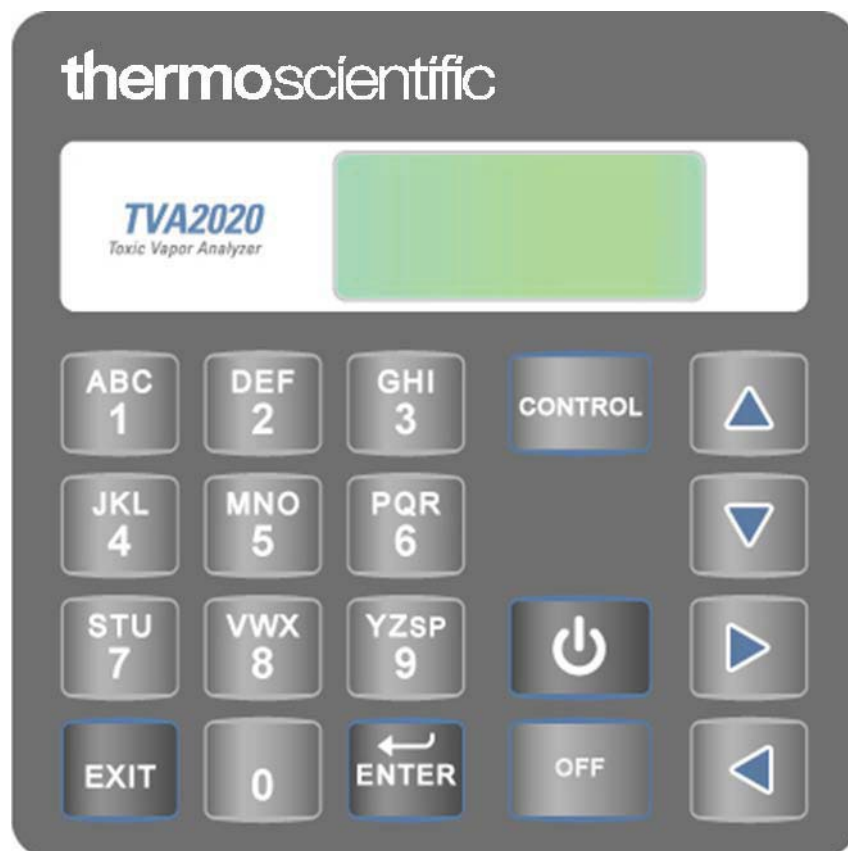 thermoscientific
TVA2020
Toxic Vapor Analyzer
ABC
1
DEF
2
GHI
3
CONTROL
JKL
4
MNO
5
PQR
6
STU
7
VWX
8
YZSP
9
EXIT
0
ENTER
OFF